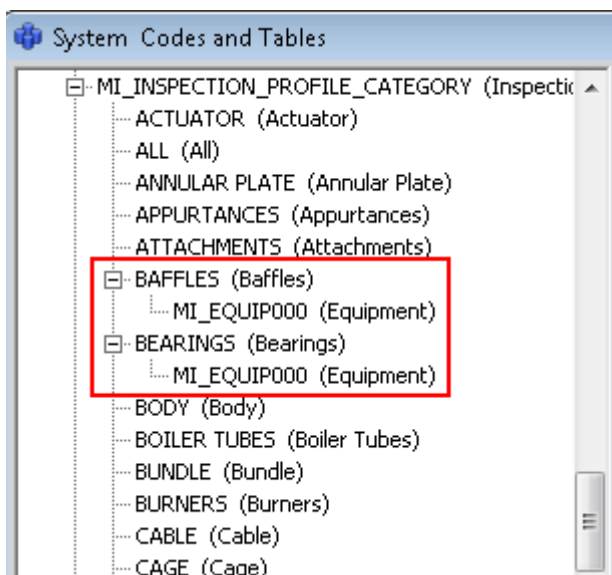 System Codes and Tables
MI_INSPECTION_PROFILE_CATEGORY (Inspectic
ACTUATOR (Actuator)
ALL (All)
ANNULAR PLATE (Annular Plate)
APPURTANCES (Appurtances)
ATTACHMENTS (Attachments)
BAFFLES (Baffles)
MI_EQUIP000 (Equipment)
BEARINGS (Bearings)
MI_EQUIP000 (Equipment)
BODY (Body)
BOILER TUBES (Boiler Tubes)
BUNDLE (Bundle)
BURNERS (Burners)
CABLE (Cable)
CAGE (Cage)